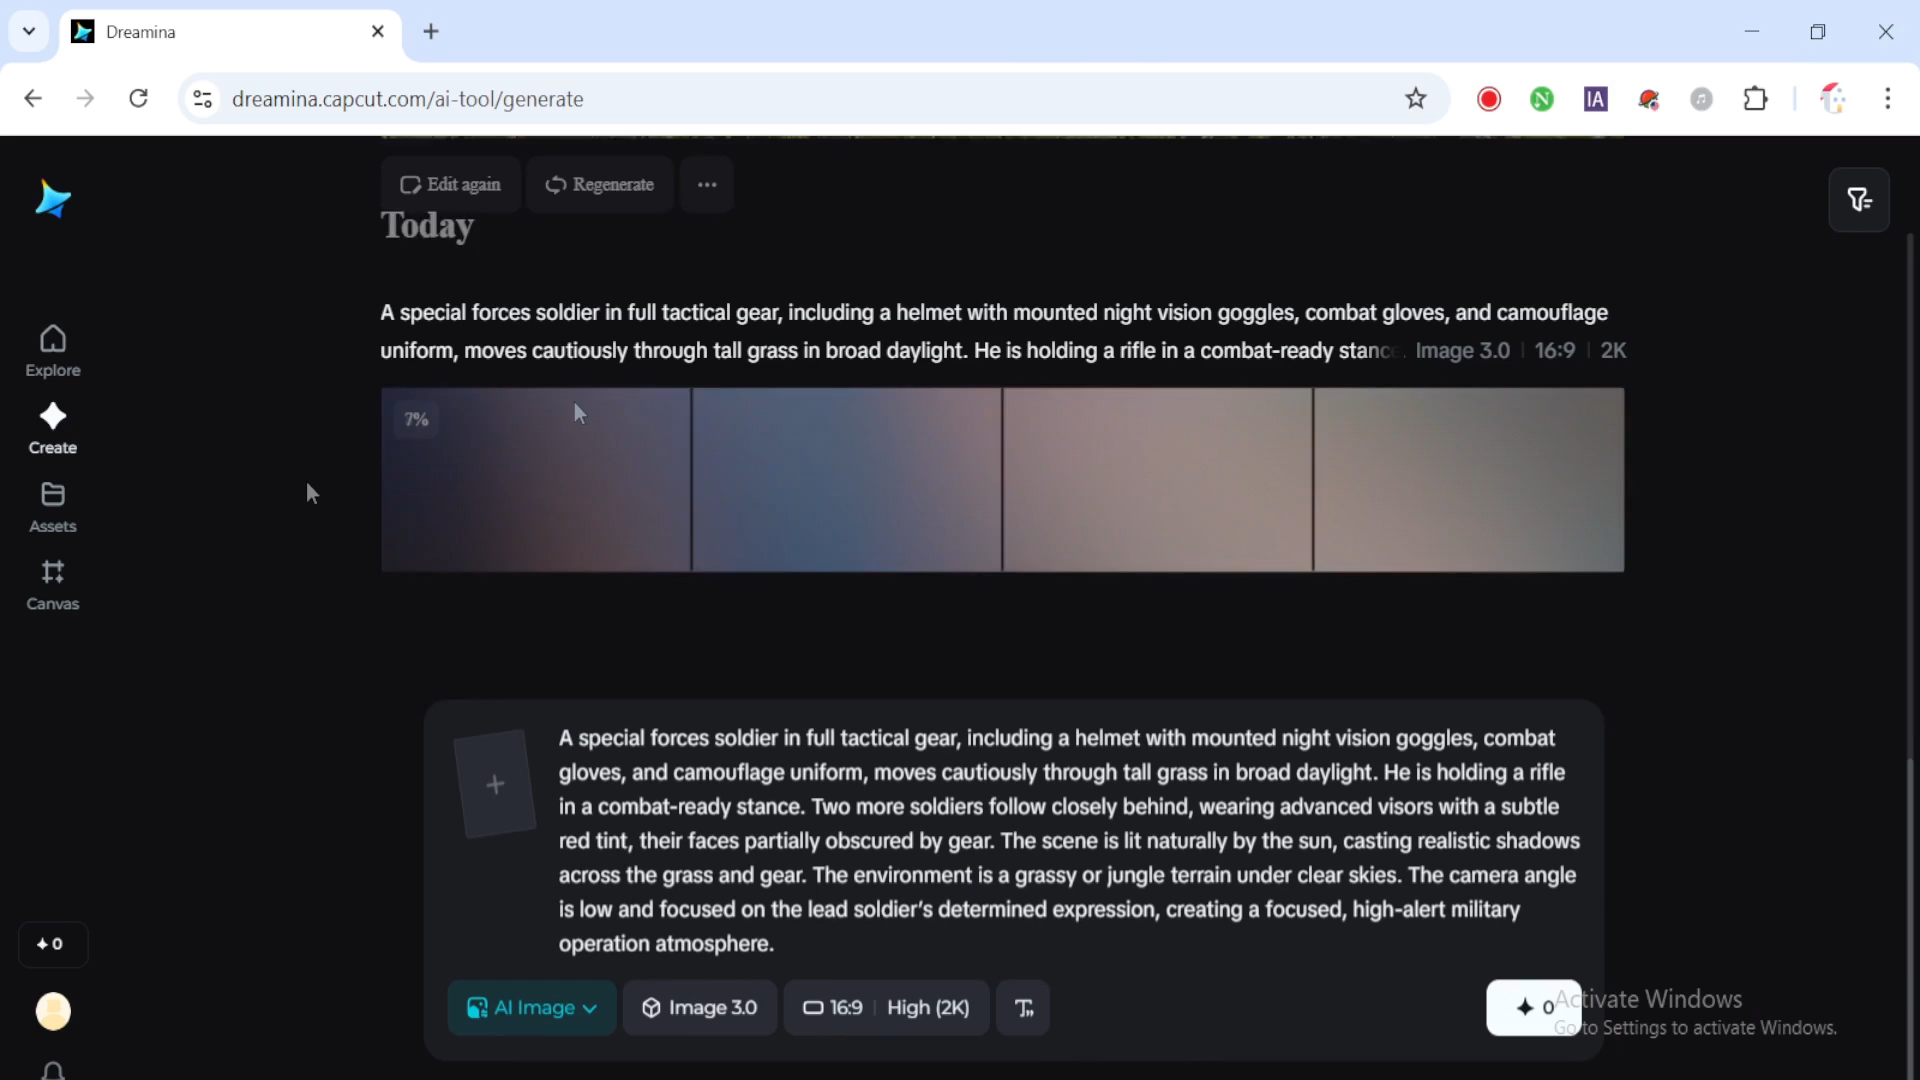 Dreamina
dreamina.capcut.com/ai-tool/generate
IA
Edit again
Regenerate
Today
A special forces soldier in full tactical gear, including a helmet with mounted night vision goggles, combat gloves, and camouflage
uniform, moves cautiously through tall grass in broad daylight. He is holding a rifle in a combat-ready stance. Image 3.0 | 16:9 | 2K
7%
Explore
Create
Assets
Canvas
A special forces soldier in full tactical gear, including a helmet with mounted night vision goggles, combat
gloves, and camouflage uniform, moves cautiously through tall grass in broad daylight. He is holding a rifle
in a combat-ready stance. Two more soldiers follow closely behind, wearing advanced visors with a subtle
red tint, their faces partially obscured by gear. The scene is lit naturally by the sun, casting realistic shadows
across the grass and gear. The environment is a grassy or jungle terrain under clear skies. The camera angle
is low and focused on the lead soldier's determined expression, creating a focused, high-alert military
operation atmosphere.
0
AI Image
Image 3.0
16:9 | High (2K)
0
Activate Windows
Go to Settings to activate Windows.